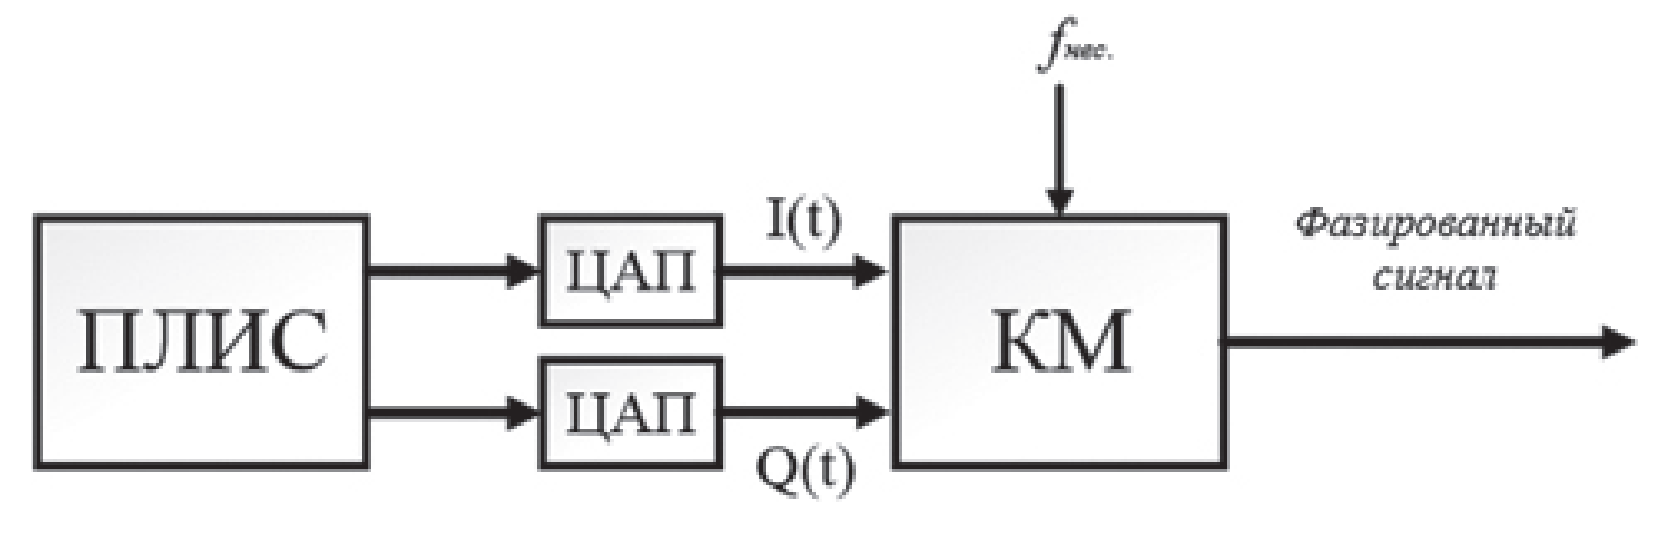 fнес.
I(t)
Фазированный
сигнал
ЦАП
ПЛИС
КМ
ЦАП
Q(t)